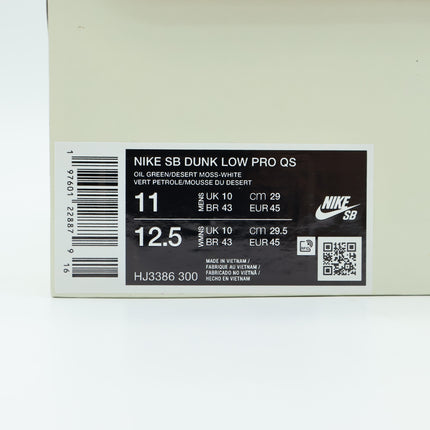 NIKE SB DUNK LOW PRO QS
OIL GREEN/DESERT MOSS-WHITE
VERT PETROLE/MOUSSE DU DESERT
11 MENS UK 10 cm 29
BR 43 EUR 45
12.5 WMNS UK 10 cm 29.5
BR 43 EUR 45
HJ3386 300
MADE IN VIETNAM /
FABRIQUE AU VIETNAM /
FABRICADO NO VIETNÃ /
HECHO EN VIETNAM
NIKE
SB
RFID
1 97601 22887 9
16